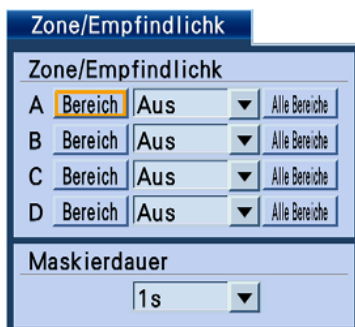 Zone/Empfindlichk
Zone/Empfindlichk
A Bereich Aus Alle Bereiche
B Bereich Aus Alle Bereiche
C Bereich Aus Alle Bereiche
D Bereich Aus Alle Bereiche
Maskierdauer
1s